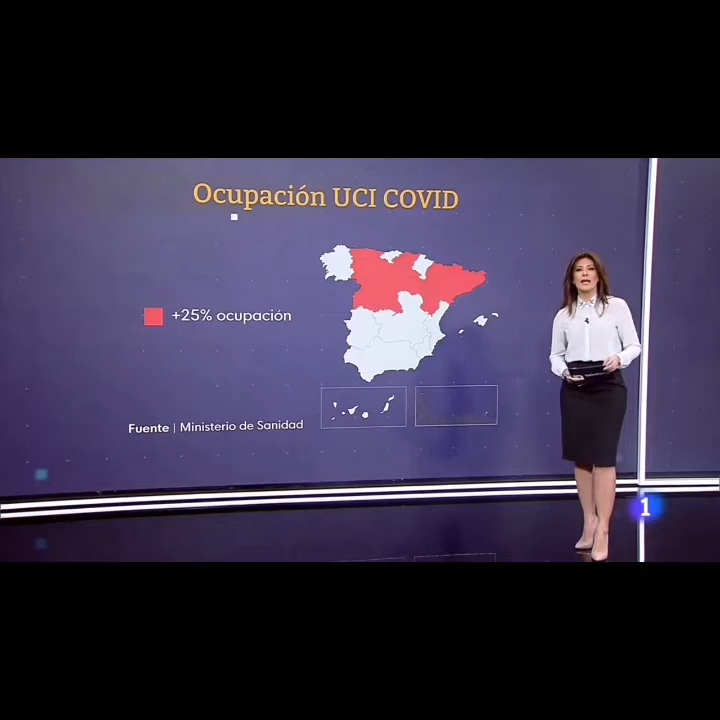 Ocupación UCI COVID
+25% ocupación
Fuente | Ministerio de Sanidad
1